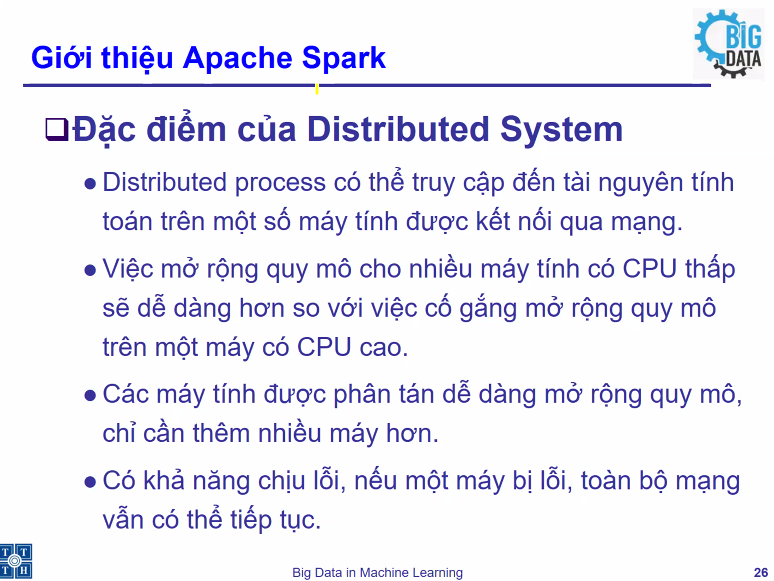 Giới thiệu Apache Spark
BIG
DATA
Đặc điểm của Distributed System
Distributed process có thể truy cập đến tài nguyên tính
toán trên một số máy tính được kết nối qua mạng.
Việc mở rộng quy mô cho nhiều máy tính có CPU thấp
sẽ dễ dàng hơn so với việc cố gắng mở rộng quy mô
trên một máy có CPU cao.
Các máy tính được phân tán dễ dàng mở rộng quy mô,
chỉ cần thêm nhiều máy hơn.
Có khả năng chịu lỗi, nếu một máy bị lỗi, toàn bộ mạng
vẫn có thể tiếp tục.
T T
T H
Big Data in Machine Learning
26